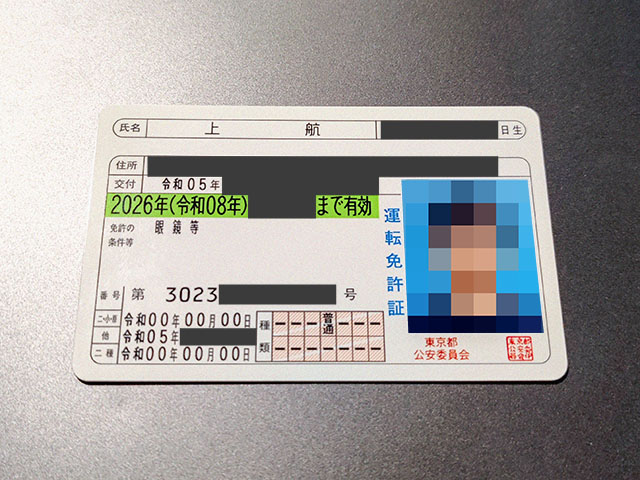 氏名 上 航 日生
住所
交付 令和05年
2026年(令和08年) まで有効
免許の
条件等
眼鏡等
運転免許証
番号 第 3023 号
二・小・原 令和00年00月00日
他 令和05年
二種 令和00年00月00日
種類
普通
東京都
公安委員会